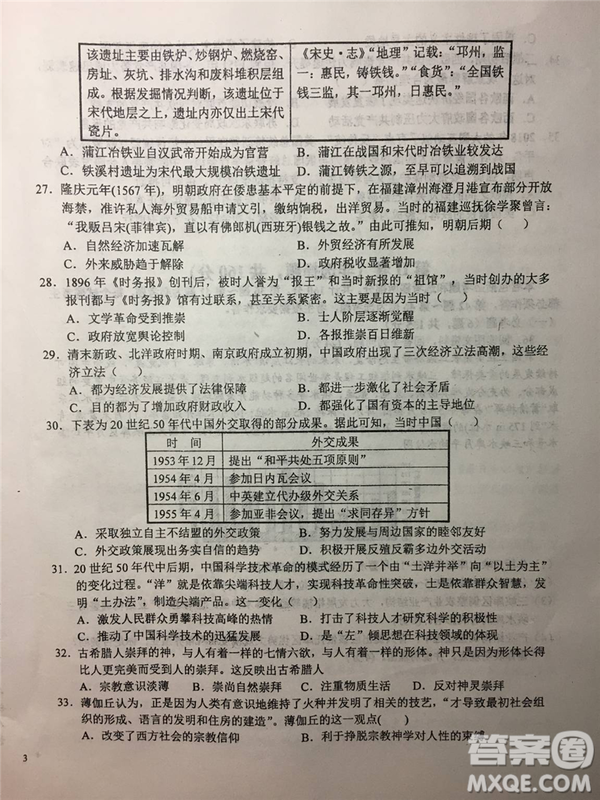 该遗址主要由铁炉、炒钢炉、燃烧窑、
房址、灰坑、排水沟和废料堆积层组
成。根据发掘情况判断，该遗址位于
宋代地层之上，遗址内亦仅出土宋代
瓷片。
《宋史·志》“地理”记载：“邛州，监
一：惠民，铸铁钱。”“食货”：“全国铁
钱三监，其一邛州，日惠民。”
A．蒲江冶铁业自汉武帝开始成为官营 B．蒲江在战国和宋代时冶铁业较发达
C．铁溪村遗址为宋代最大规模冶铁遗址 D．蒲江铸铁之源，至早可追溯到战国
27．隆庆元年(1567 年)，明朝政府在倭患基本平定的前提下，在福建漳州海澄月港宣布部分开放
海禁，准许私人海外贸易船申请文引，缴纳饷税，出洋贸易。当时的福建巡抚徐学聚曾言：
“我贩吕宋(菲律宾)，直以有佛郎机(西班牙)银钱之故。”由此可推知，明朝后期（ ）
A．自然经济加速瓦解 B．外贸经济有所发展
C．外来威胁趋于解除 D．政府税收显著增加
28．1896 年《时务报》创刊后，被时人誉为“报王”和当时新报的“祖馆”，当时创办的大多
报刊都与《时务报》馆有过联系，甚至关系紧密。这主要是因为当时（ ）
A．文学革命受到推崇 B．士人阶层逐渐觉醒
C．政府放宽舆论控制 D．各报推崇百日维新
29．清末新政、北洋政府时期、南京政府成立初期，中国政府出现了三次经济立法高潮，这些经
济立法（ ）
A．都为经济发展提供了法律保障 B．都进一步激化了社会矛盾
C．都为了增加政府财政收入 D．都强化了国有资本的主导地位
30．下表为 20 世纪 50 年代中国外交取得的部分成果。据此可知，当时中国（ ）
时 间 外交成果
1953 年 12 月 提出“和平共处五项原则”
1954 年 4 月 参加日内瓦会议
1954 年 6 月 中英建立代办级外交关系
1955 年 4 月 参加亚非会议，提出“求同存异”方针
A．采取独立自主不结盟的外交政策 B．努力发展与周边国家的睦邻友好
C．外交政策展现出务实自信的趋势 D．积极开展反殖反霸的多边外交活动
31．20 世纪 50 年代中后期，中国科学技术革命的模式经历了一个由“土洋并举”向“以土为主”
的变化过程。“洋”就是依靠尖端科技人才，实现科技革命性突破，土是依靠群众智慧，发
明“土办法”，制造尖端产品。这一变化（ ）
A．激发人民群众勇攀科技高峰的热情 B．打击了科技人才研究科学的积极性
C．推动了中国科学技术的迅猛发展 D．是“左”倾思想在科技领域的体现
32．古希腊人崇拜的神，与人有着一样的七情六欲，与人有着一样的形体。神只是因为形体长得
比人更完美而受到人的崇拜。这反映出古希腊人
A．宗教意识淡薄 B．崇尚自然崇拜 C．注重物质生活 D．人文主义色彩
33．薄伽丘认为，正是因为人类有意识地维持了火种并发明了相关的技艺，“才导致最初社会组
织的形成、语言的发明和住房的建造”。薄伽丘的这一观点（ ）
A．改变了西方社会的宗教信仰 B．利于挣脱宗教神学对人性的束缚
3
答案圈
MXQE.COM